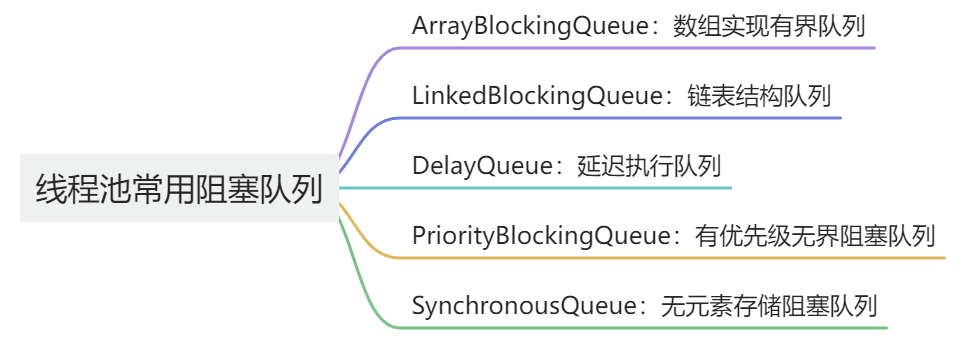 ArrayBlockingQueue：数组实现有界队列
LinkedBlockingQueue：链表结构队列
DelayQueue：延迟执行队列
线程池常用阻塞队列
PriorityBlockingQueue：有优先级无界阻塞队列
SynchronousQueue：无元素存储阻塞队列